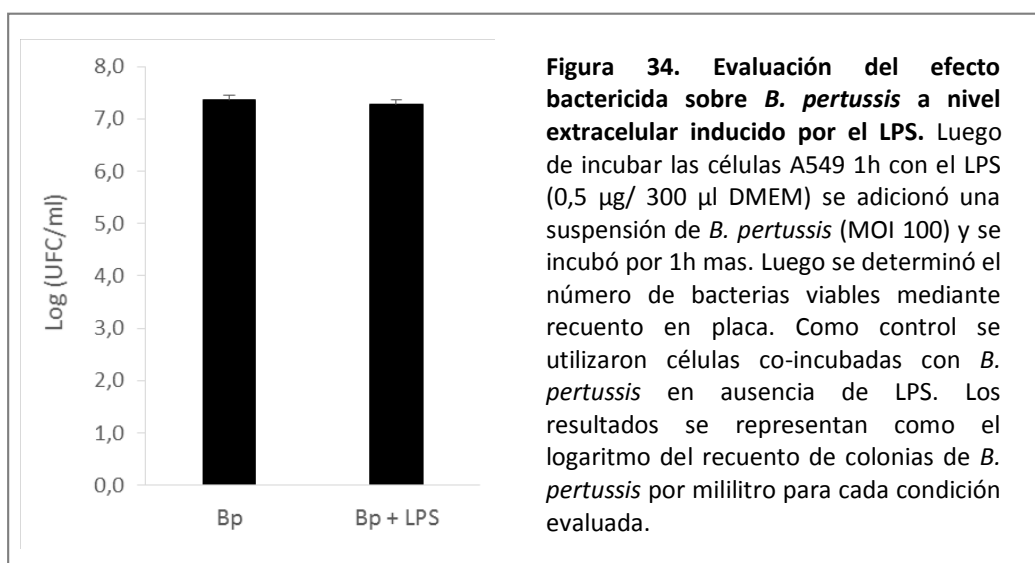 8,0
7,0
6,0
5,0
4,0
3,0
2,0
1,0
0,0
Log (UFC/ml)
Bp
Bp + LPS
Figura 34. Evaluación del efecto
bactericida sobre B. pertussis a nivel
extracelular inducido por el LPS. Luego
de incubar las células A549 1h con el LPS
(0,5 µg/ 300 µl DMEM) se adicionó una
suspensión de B. pertussis (MOI 100) y se
incubó por 1h mas. Luego se determinó el
número de bacterias viables mediante
recuento en placa. Como control se
utilizaron células co-incubadas con B.
pertussis en ausencia de LPS. Los
resultados se representan como el
logaritmo del recuento de colonias de B.
pertussis por mililitro para cada condición
evaluada.